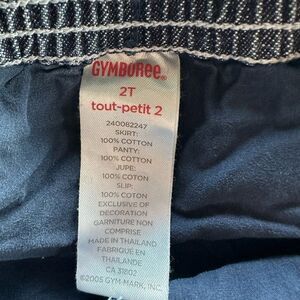 GYMBOREE®
2T
tout-petit 2
240082247
SKIRT:
100% COTTON
PANTY:
100% COTTON
JUPE:
100% COTON
SLIP:
100% COTON
EXCLUSIVE OF
DECORATION
GARNITURE NON
COMPRISE
MADE IN THAILAND
FABRIQUE EN
THAILANDE
CA 31802
©2005 GYM-MARK, INC.